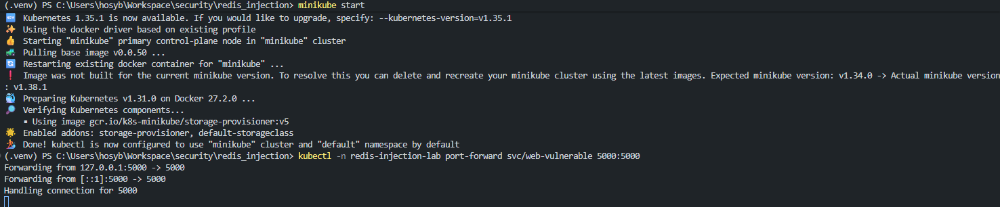 (.venv) PS C:\Users\hosyb\Workspace\security\redis_injection> minikube start
NEW Kubernetes 1.35.1 is now available. If you would like to upgrade, specify: --kubernetes-version=v1.35.1
Using the docker driver based on existing profile
Starting "minikube" primary control-plane node in "minikube" cluster
Pulling base image v0.0.50 ...
Restarting existing docker container for "minikube" ...
Image was not built for the current minikube version. To resolve this you can delete and recreate your minikube cluster using the latest images. Expected minikube version: v1.34.0 -> Actual minikube version
: v1.38.1
Preparing Kubernetes v1.31.0 on Docker 27.2.0 ...
Verifying Kubernetes components...
▪ Using image gcr.io/k8s-minikube/storage-provisioner:v5
Enabled addons: storage-provisioner, default-storageclass
Done! kubectl is now configured to use "minikube" cluster and "default" namespace by default
(.venv) PS C:\Users\hosyb\Workspace\security\redis_injection> kubectl -n redis-injection-lab port-forward svc/web-vulnerable 5000:5000
Forwarding from 127.0.0.1:5000 -> 5000
Forwarding from [::1]:5000 -> 5000
Handling connection for 5000